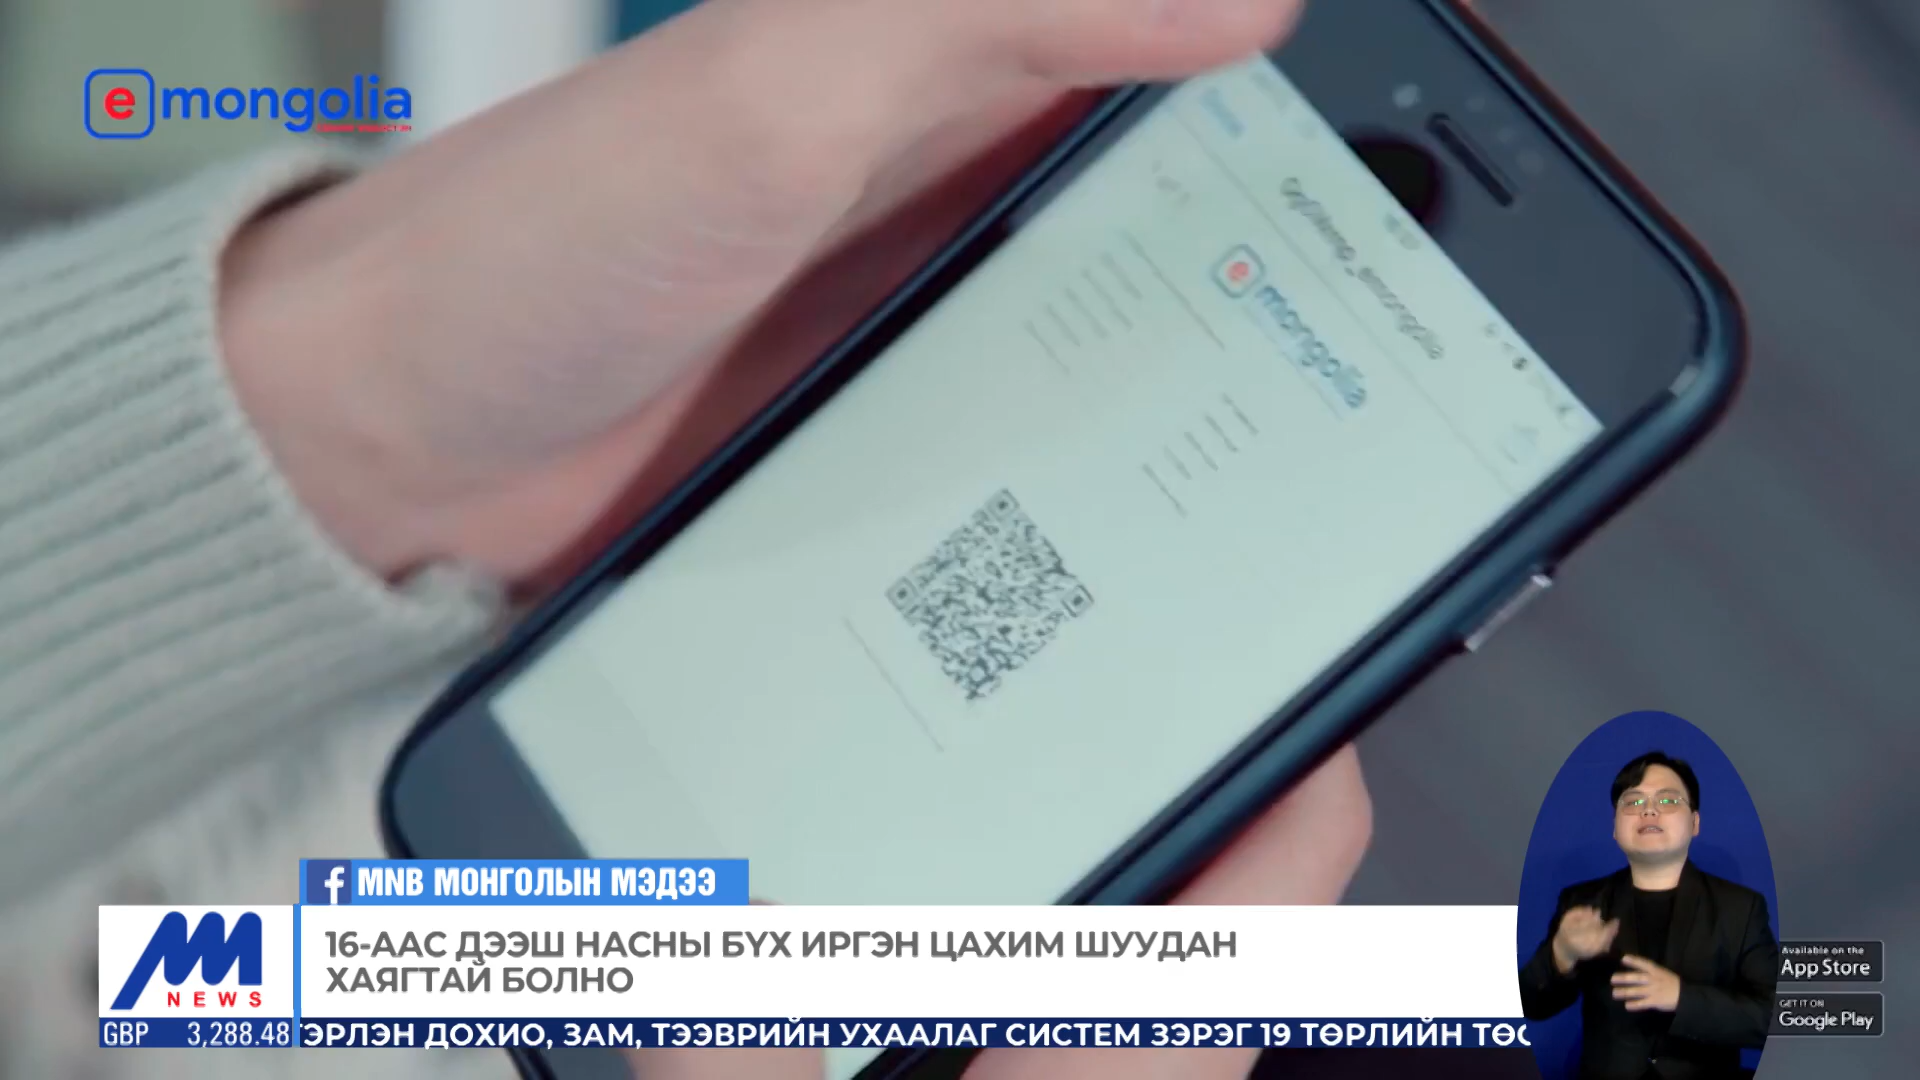 e mongolia
e mongolia
f MNB МОНГОЛЫН МЭДЭЭ
16-ААС ДЭЭШ НАСНЫ БҮХ ИРГЭН ЦАХИМ ШУУДАН
ХАЯГТАЙ БОЛНО
NEWS
Available on the
App Store
GET IT ON
Google Play
GBP 3,288.48
ГЭРЛЭН ДОХИО, ЗАМ, ТЭЭВРИЙН УХААЛАГ СИСТЕМ ЗЭРЭГ 19 ТӨРЛИЙН ТӨС